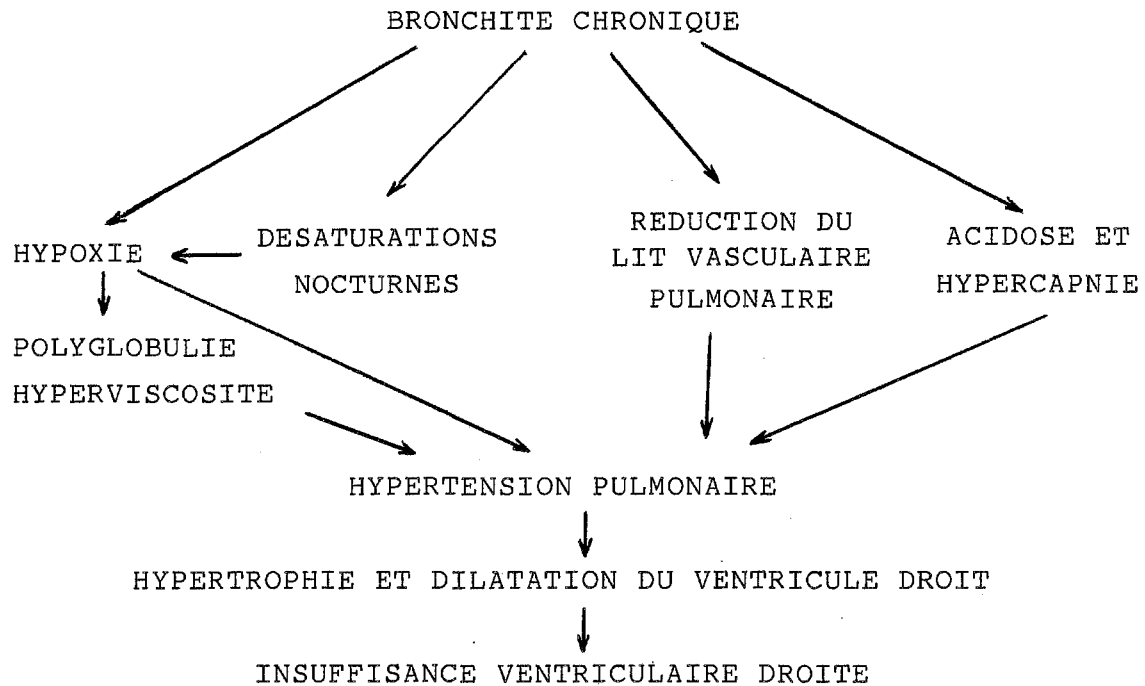 BRONCHITE CHRONIQUE
HYPOXIE
DESATURATIONS
NOCTURNES
REDUCTION DU
LIT VASCULAIRE
PULMONAIRE
ACIDOSE ET
HYPERCAPNIE
POLYGLOBULIE
HYPERVISCOSITE
HYPERTENSION PULMONAIRE
HYPERTROPHIE ET DILATATION DU VENTRICULE DROIT
INSUFFISANCE VENTRICULAIRE DROITE